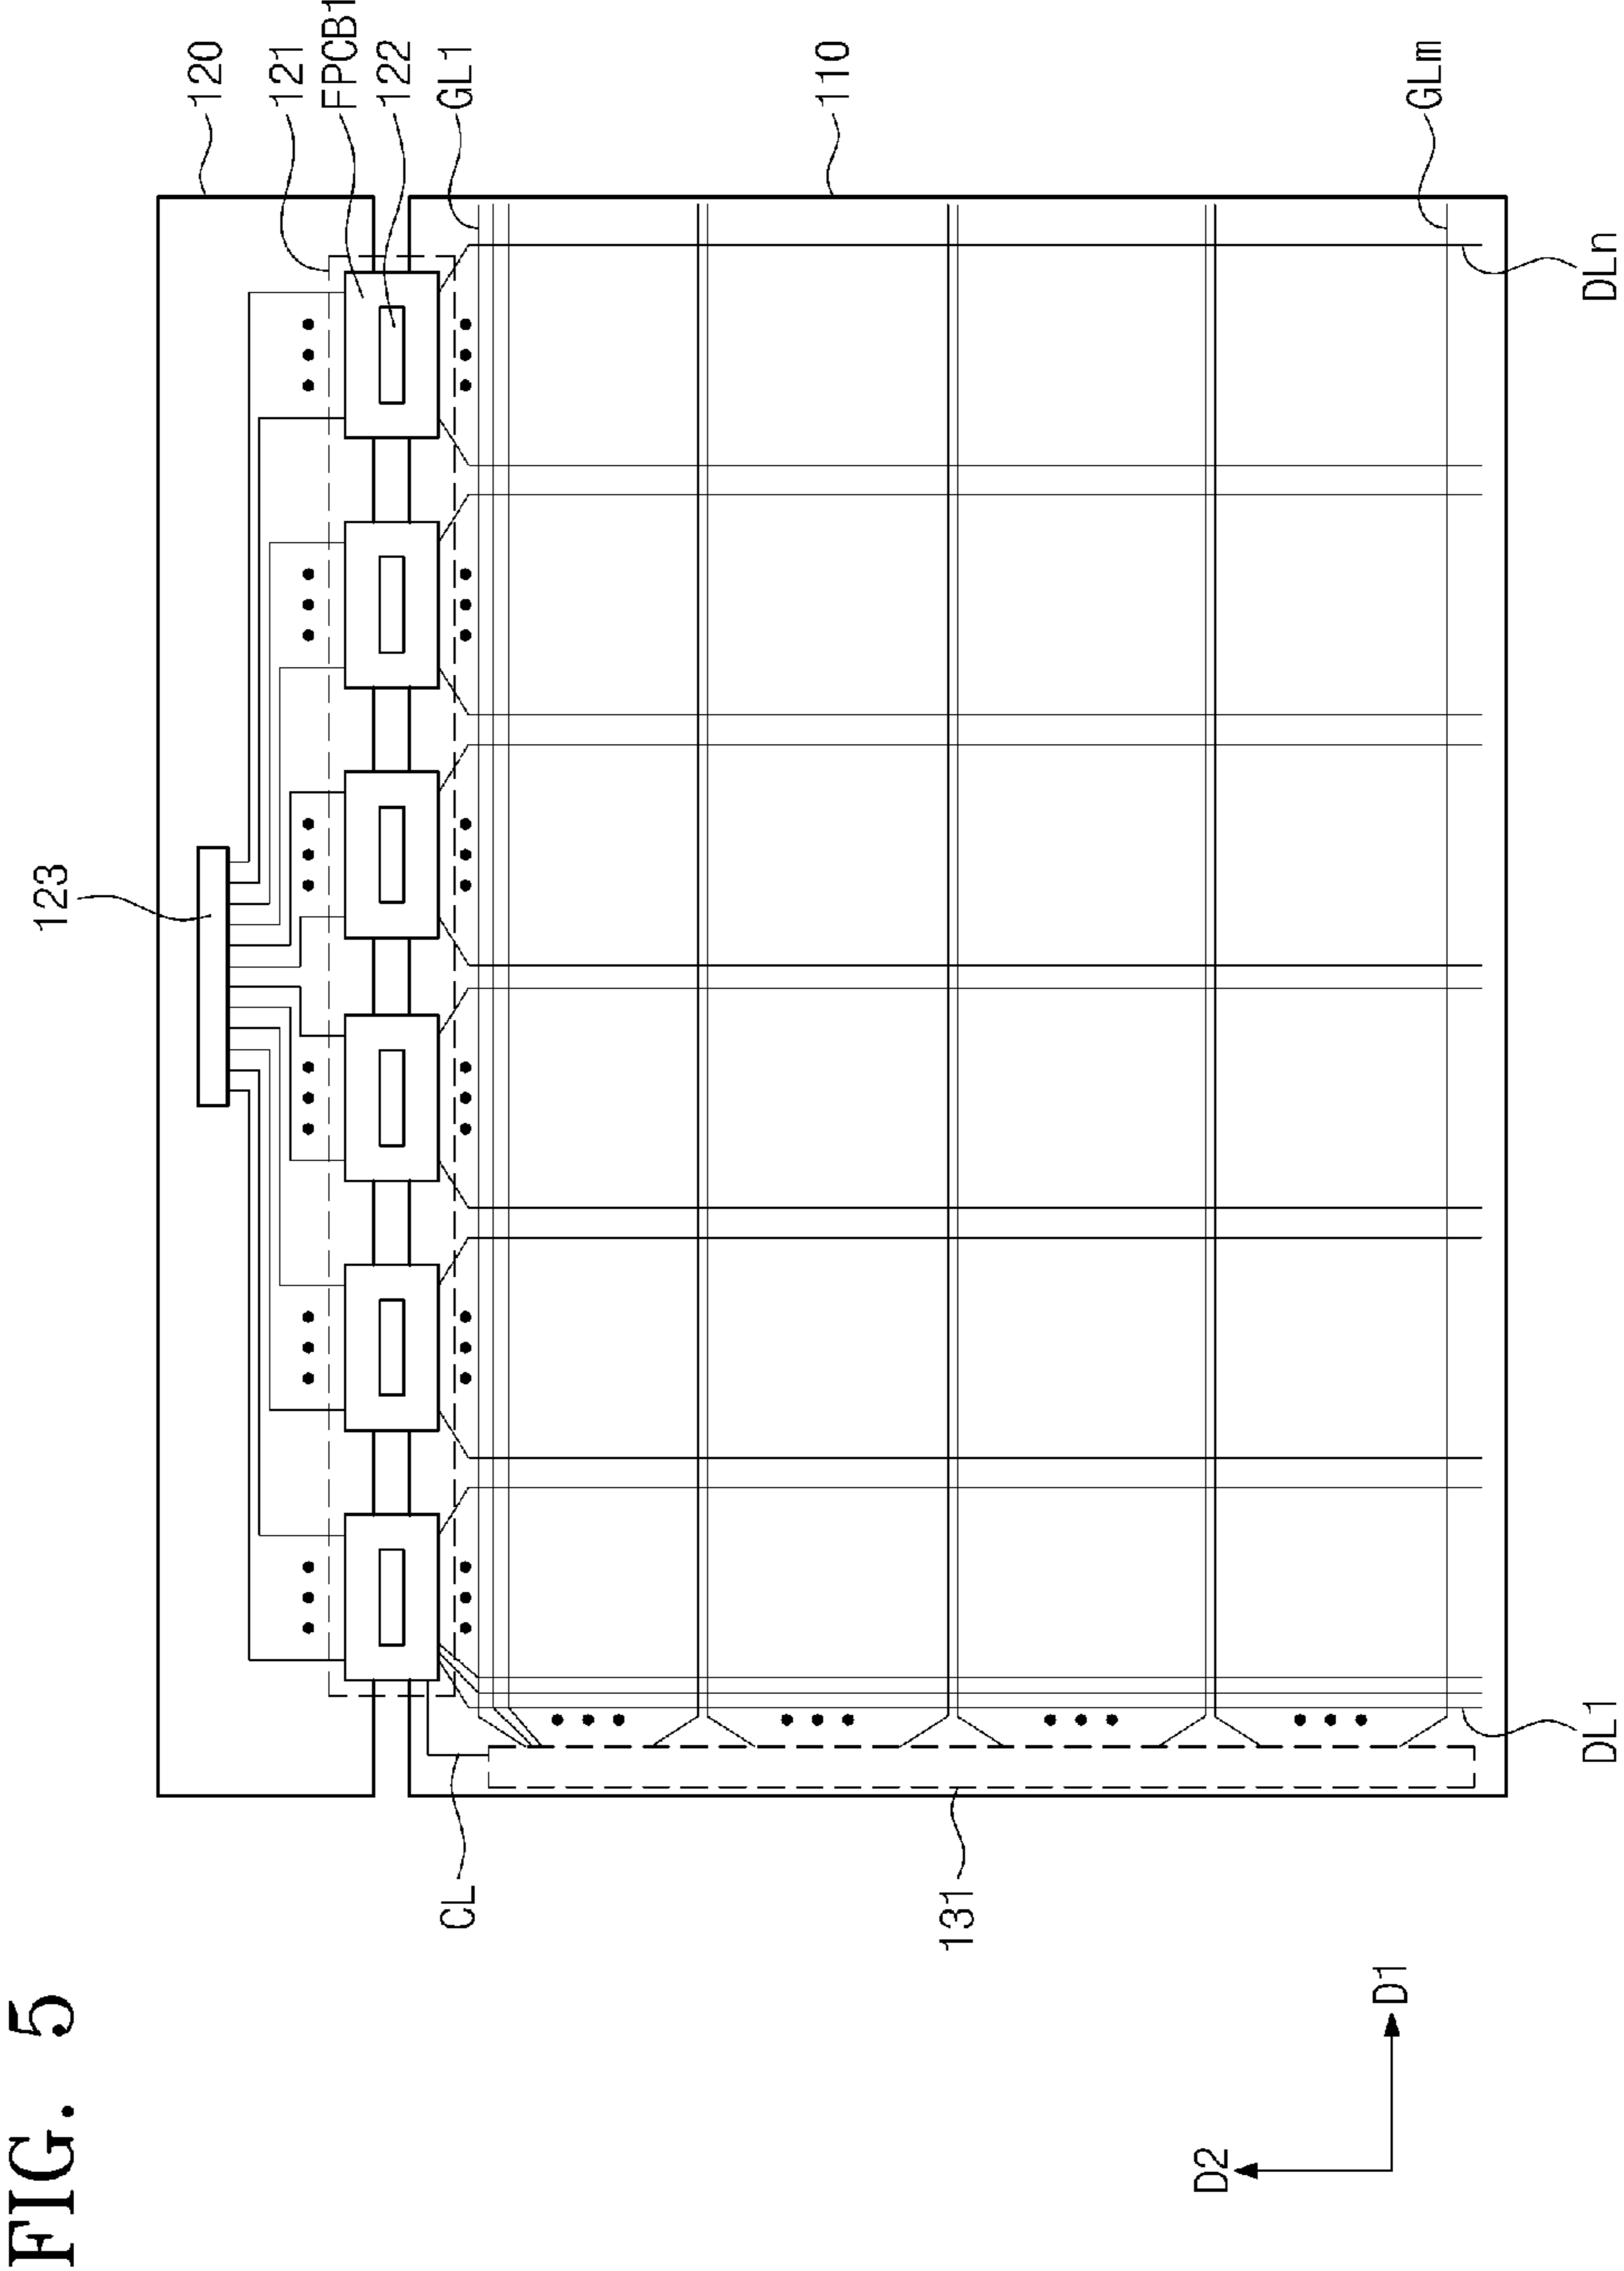 FIG. 5
123
120
121
FPCB1
122
GL1
110
GLm
DLn
DL1
CL
131
D2
D1